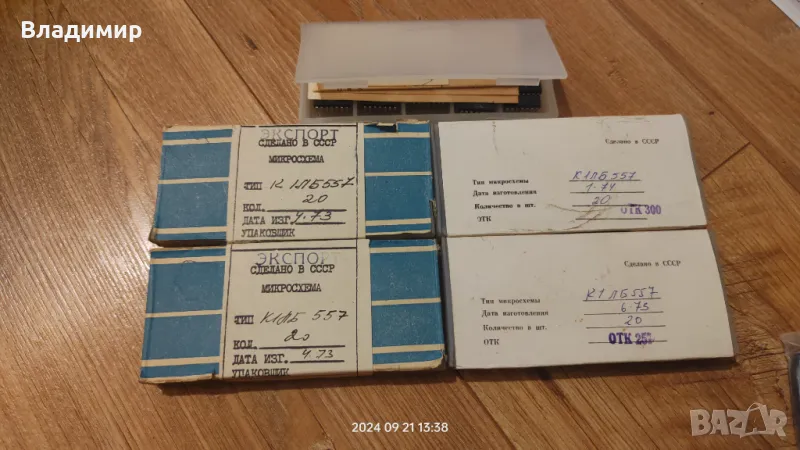 Владимир
ЭКСПОРТ
СДЕЛАНО В СССР
МИКРОСХЕМА
ТИП К1ЛБ557
КОЛ. 20
ДАТА ИЗГ. 4.73
УПАКОВЩИК
Сделано в СССР
Тип микросхемы К1ЛБ557
Дата изготовления 1.74
Количество в шт. 20
ЭТК ОТК 300
ЭКСПОРТ
СДЕЛАНО В СССР
МИКРОСХЕМА
ТИП К1ЛБ 557
КОЛ. 20
ДАТА ИЗГ. 4.73
УПАКОВЩИК
Сделано в СССР
Тип микросхемы К1ЛБ557
Дата изготовления 6.73
Количество в шт. 20
ОТК ОТК
2024 09 21 13:38
BAZAR